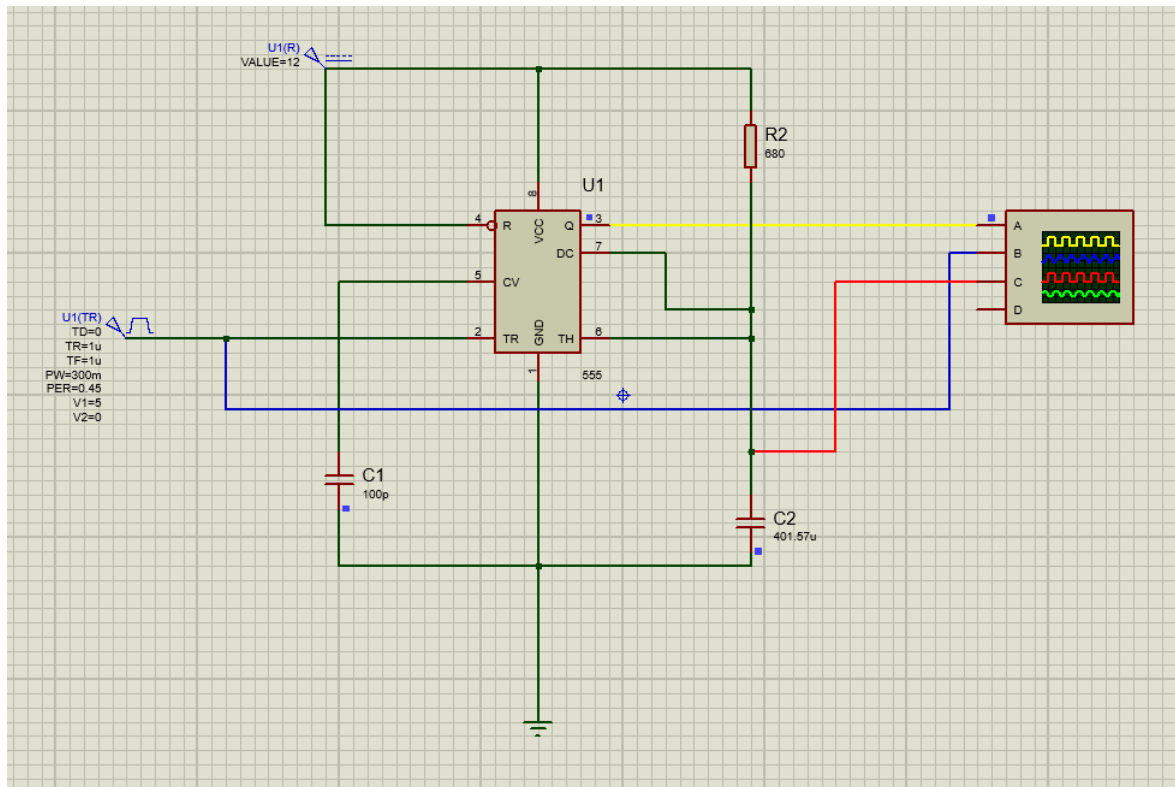 U1(R)
VALUE=12
R2
680
U1
8
4
R
VCC
Q
3
DC
7
5
CV
A
B
C
D
U1(TR)
TD=0
TR=1u
TF=1u
PW=300m
PER=0.45
V1=5
V2=0
2
TR
GND
TH
6
1
555
C1
100p
C2
401.57u